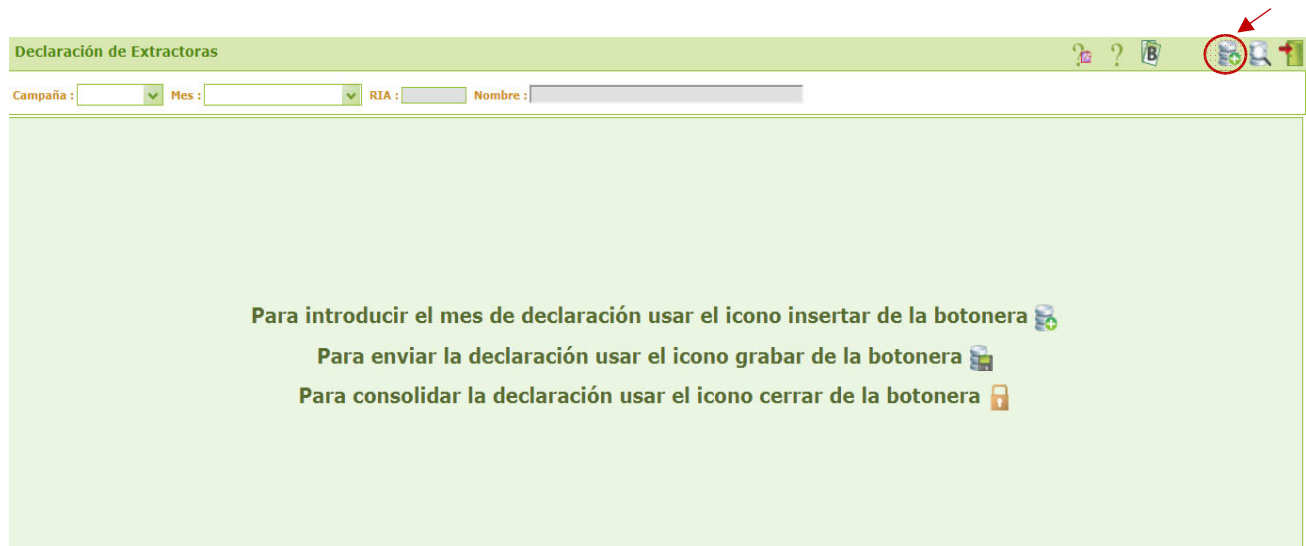 Declaración de Extractoras
Campaña : Mes : RIA : Nombre :
Para introducir el mes de declaración usar el icono insertar de la botonera
Para enviar la declaración usar el icono grabar de la botonera
Para consolidar la declaración usar el icono cerrar de la botonera